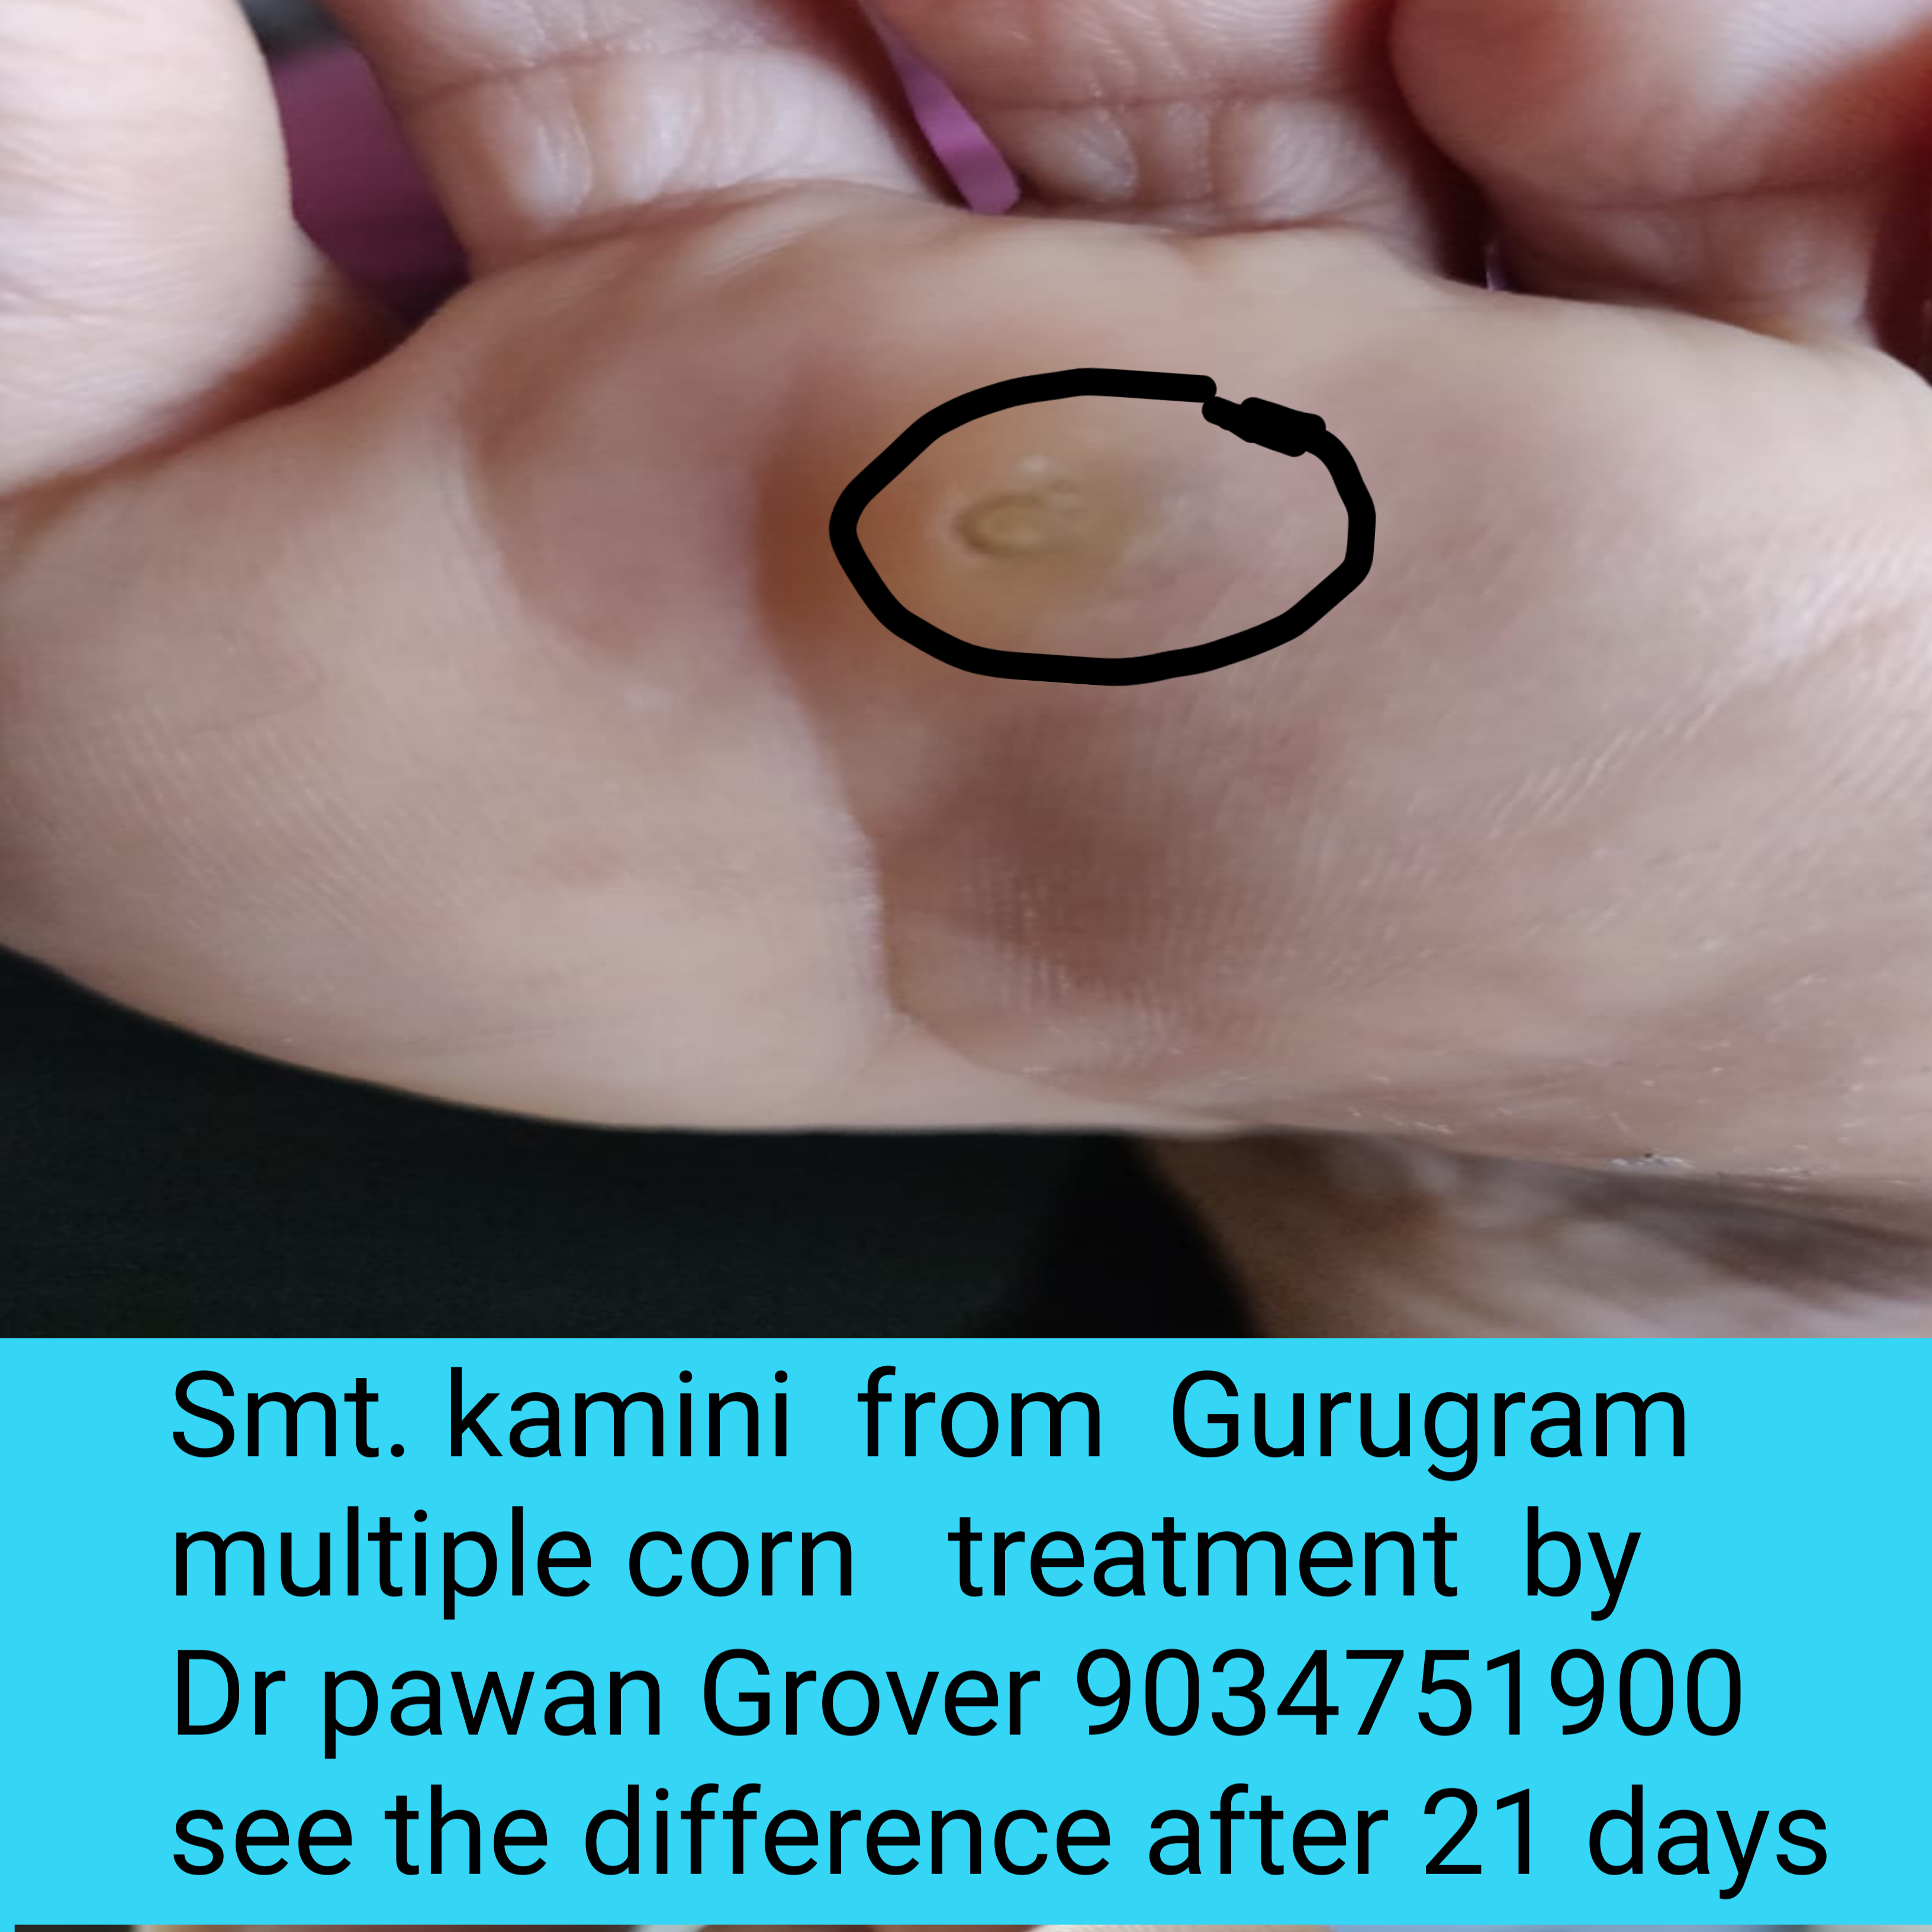 Smt. kamini from Gurugram
multiple corn treatment by
Dr pawan Grover 9034751900
see the difference after 21 days